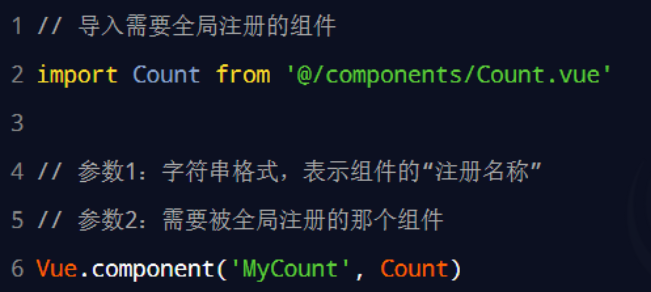 1 // 导入需要全局注册的组件
2 import Count from '@/components/Count.vue'
3
4 // 参数1：字符串格式，表示组件的“注册名称”
5 // 参数2：需要被全局注册的那个组件
6 Vue.component('MyCount', Count)